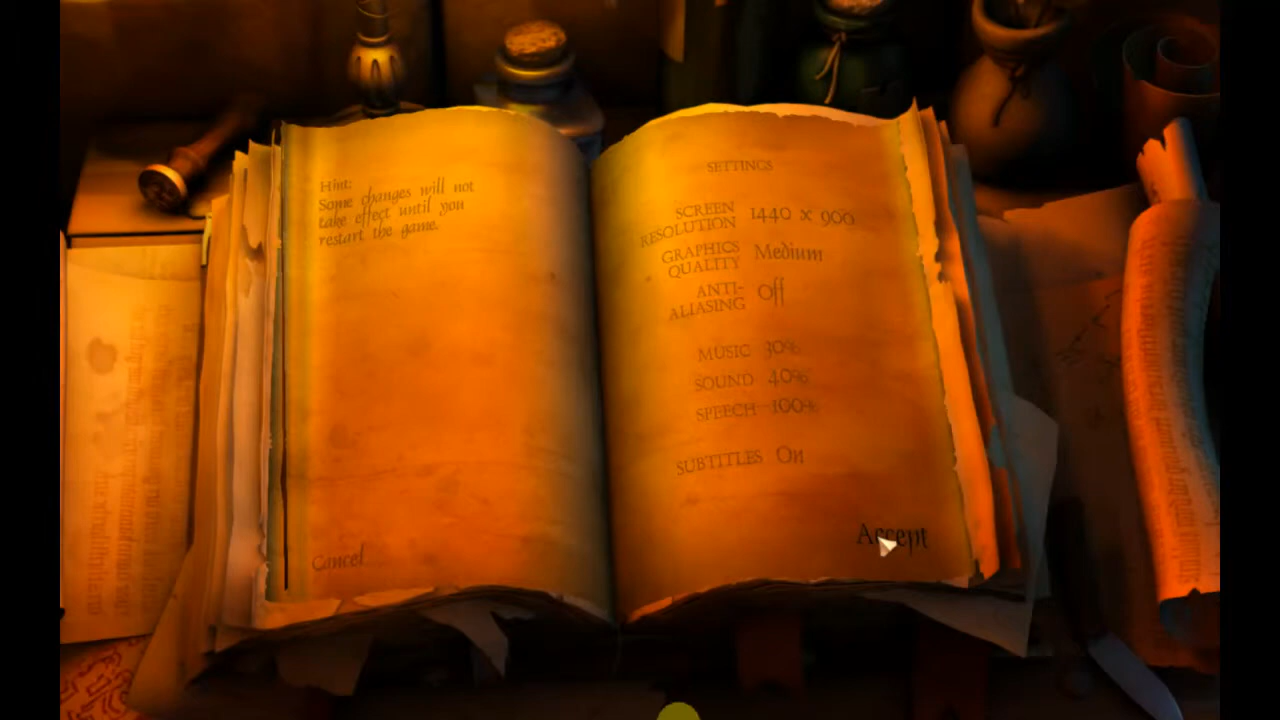 Hint:
Some changes will not
take effect until you
restart the game.
Cancel
SETTINGS
SCREEN
RESOLUTION 1440 x 900
GRAPHICS
QUALITY Medium
ANTI-
ALIASING Off
MUSIC 30%
SOUND 40%
SPEECH 100%
SUBTITLES On
Accept